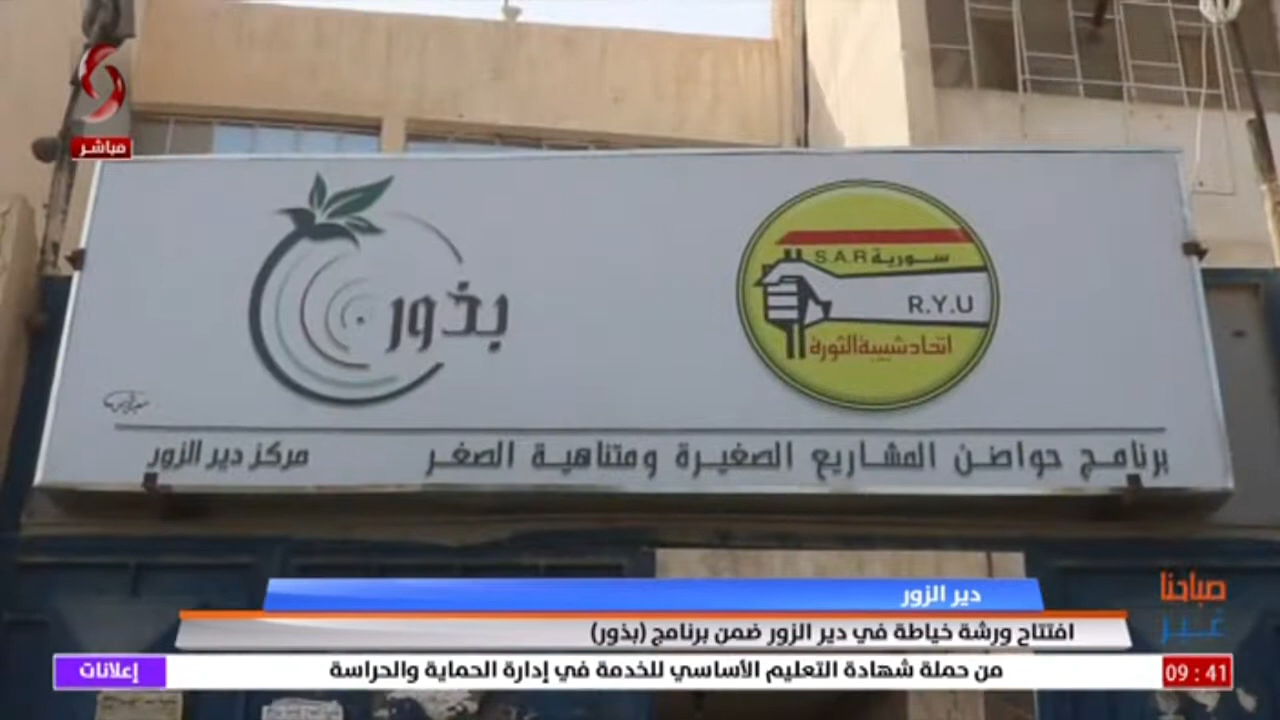 مباشر
سورية S.A.R
R.Y.U
اتحاد شبيبة الثورة
بذور
برنامج حواضن المشاريع الصغيرة ومتناهية الصغر
مركز دير الزور
صباحنا
غير
دير الزور
افتتاح ورشة خياطة في دير الزور ضمن برنامج (بذور)
09 : 41
من حملة شهادة التعليم الأساسي للخدمة في إدارة الحماية والحراسة
إعلانات